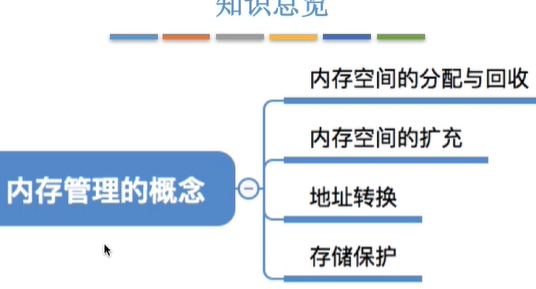 知识总览
内存空间的分配与回收
内存空间的扩充
内存管理的概念
地址转换
存储保护